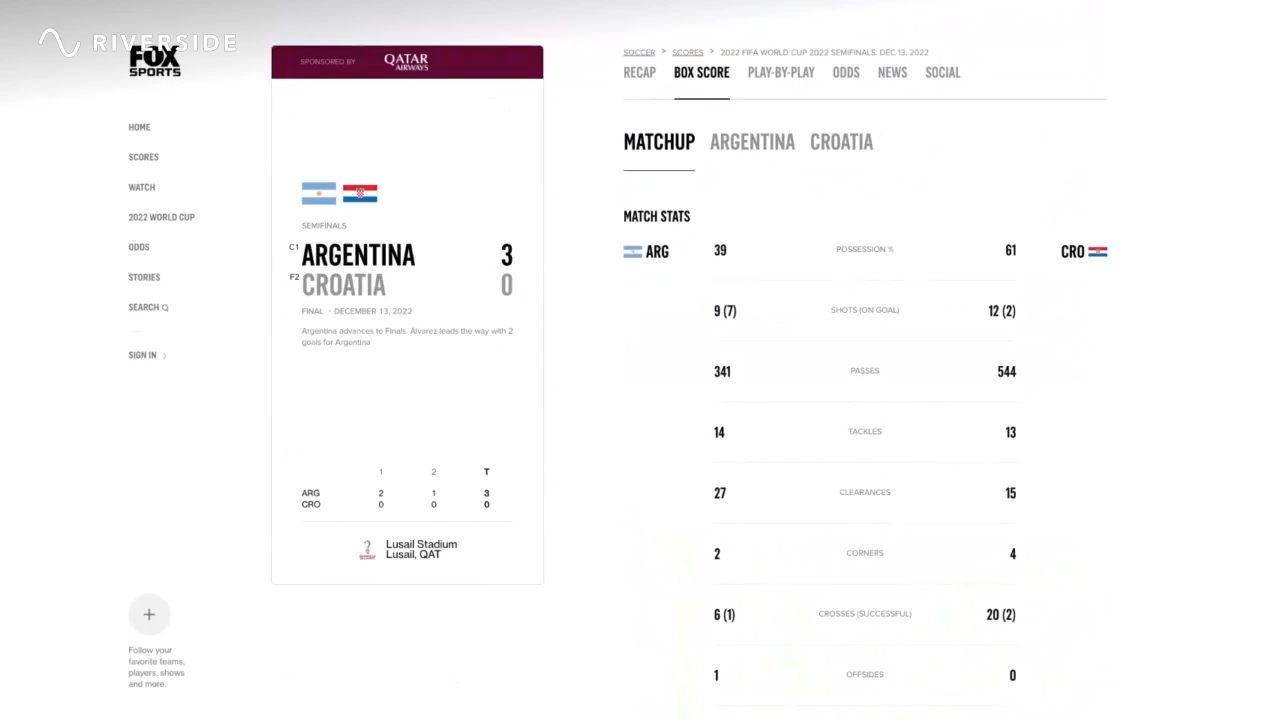 RIVERSIDE
FOX
SPORTS
HOME
SCORES
WATCH
2022 WORLD CUP
ODDS
STORIES
SEARCH
SIGN IN
Follow your
favorite teams,
players, shows
and more.
SPONSORED BY QATAR
AIRWAYS
SEMIFINALS
C1 ARGENTINA 3
F2 CROATIA 0
FINAL · DECEMBER 13, 2022
Argentina advances to Finals. Álvarez leads the way with 2
goals for Argentina
1 2 T
ARG 2 1 3
CRO 0 0 0
Lusail Stadium
Lusail, QAT
SOCCER > SCORES > 2022 FIFA WORLD CUP 2022 SEMIFINALS: DEC 13, 2022
RECAP BOX SCORE PLAY-BY-PLAY ODDS NEWS SOCIAL
MATCHUP ARGENTINA CROATIA
MATCH STATS
ARG 39 POSSESSION % 61 CRO
9 (7) SHOTS (ON GOAL) 12 (2)
341 PASSES 544
14 TACKLES 13
27 CLEARANCES 15
2 CORNERS 4
6 (1) CROSSES (SUCCESSFUL) 20 (2)
1 OFFSIDES 0